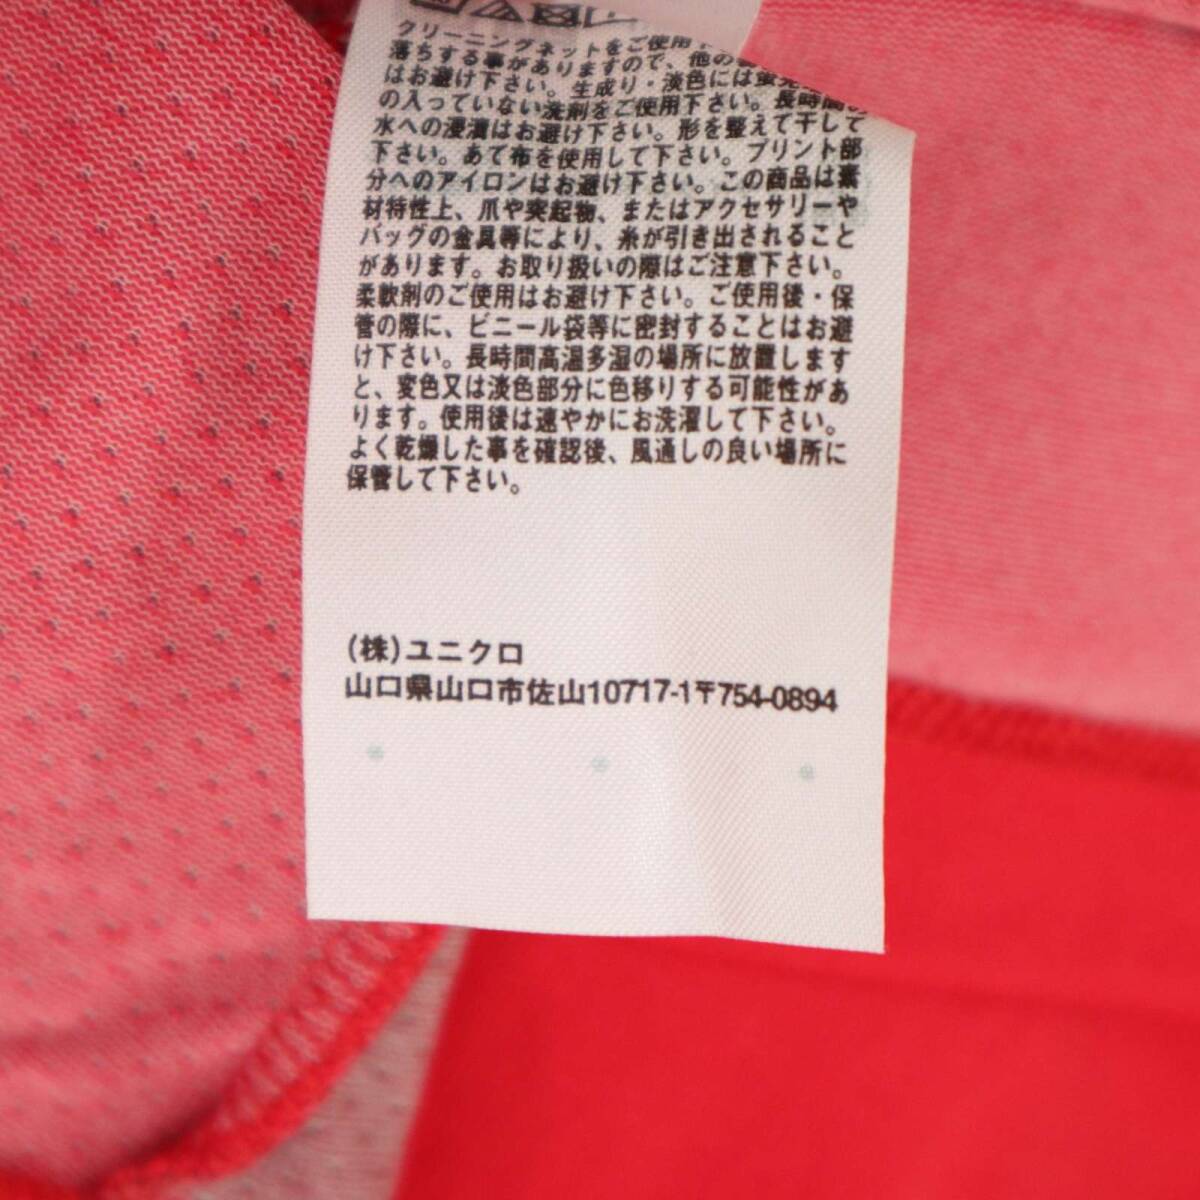 クリーニングネットをご使用
落ちする事がありますので、他の
はお避け下さい。生成り・淡色には蛍
の入っていない洗剤をご使用下さい。長時間の
水への浸漬はお避け下さい。形を整えて干して
下さい。あて布を使用して下さい。プリント部
分へのアイロンはお避け下さい。この商品は素
材特性上、爪や突起物、またはアクセサリーや
バッグの金具等により、糸が引き出されること
があります。お取り扱いの際はご注意下さい。
柔軟剤のご使用はお避け下さい。ご使用後・保
管の際に、ビニール袋等に密封することはお避
け下さい。長時間高温多湿の場所に放置します
と、変色又は淡色部分に色移りする可能性があ
ります。使用後は速やかにお洗濯して下さい。
よく乾燥した事を確認後、風通しの良い場所に
保管して下さい。
(株)ユニクロ
山口県山口市佐山10717-1〒754-0894